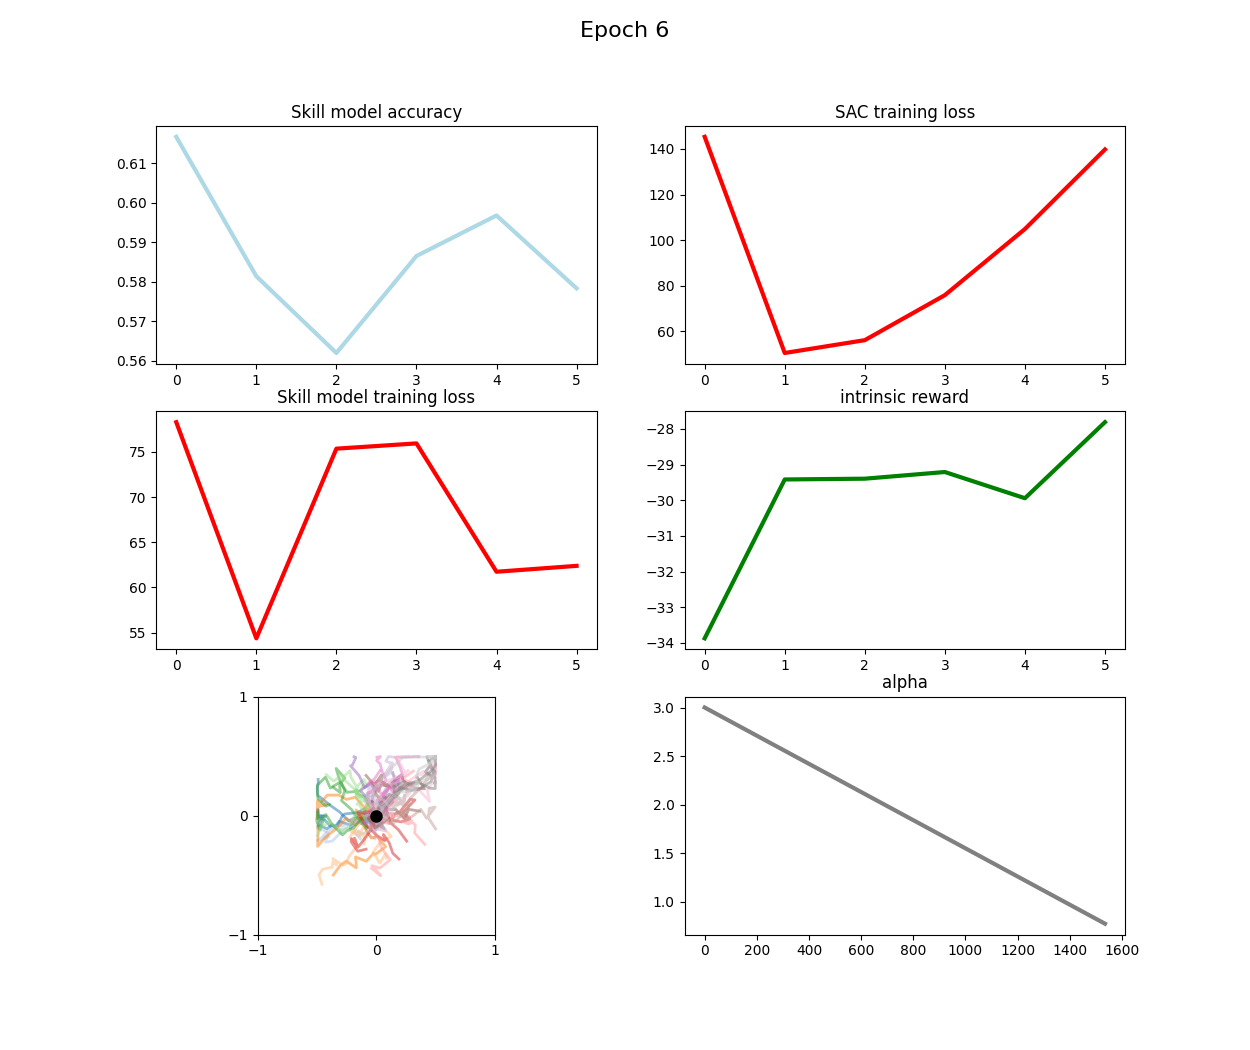 Epoch 6
Skill model accuracy
0.61
0.60
0.59
0.58
0.57
0.56
0 1 2 3 4 5
SAC training loss
140
120
100
80
60
0 1 2 3 4 5
Skill model training loss
75
70
65
60
55
0 1 2 3 4 5
intrinsic reward
−28
−29
−30
−31
−32
−33
−34
0 1 2 3 4 5
1
0
−1
−1 0 1
alpha
3.0
2.5
2.0
1.5
1.0
0 200 400 600 800 1000 1200 1400 1600